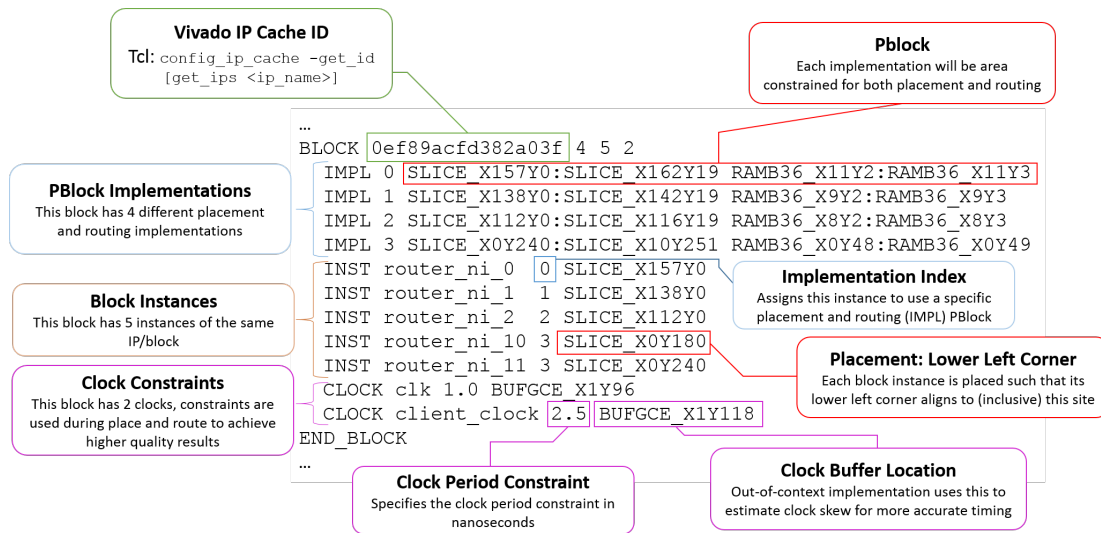 Vivado IP Cache ID
Tcl: config_ip_cache -get_id
[get_ips <ip_name>]
Pblock
Each implementation will be area
constrained for both placement and routing
…
BLOCK 0ef89acfd382a03f 4 5 2
IMPL 0 SLICE_X157Y0:SLICE_X162Y19 RAMB36_X11Y2:RAMB36_X11Y3
IMPL 1 SLICE_X138Y0:SLICE_X142Y19 RAMB36_X9Y2:RAMB36_X9Y3
IMPL 2 SLICE_X112Y0:SLICE_X116Y19 RAMB36_X8Y2:RAMB36_X8Y3
IMPL 3 SLICE_X0Y240:SLICE_X10Y251 RAMB36_X0Y48:RAMB36_X0Y49
INST router_ni_0 0 SLICE_X157Y0
INST router_ni_1 1 SLICE_X138Y0
INST router_ni_2 2 SLICE_X112Y0
INST router_ni_10 3 SLICE_X0Y180
INST router_ni_11 3 SLICE_X0Y240
CLOCK clk 1.0 BUFGCE_X1Y96
CLOCK client_clock 2.5 BUFGCE_X1Y118
END_BLOCK
…
PBlock Implementations
This block has 4 different placement
and routing implementations
Block Instances
This block has 5 instances of the same
IP/block
Clock Constraints
This block has 2 clocks, constraints are
used during place and route to achieve
higher quality results
Implementation Index
Assigns this instance to use a specific
placement and routing (IMPL) PBlock
Placement: Lower Left Corner
Each block instance is placed such that its
lower left corner aligns to (inclusive) this site
Clock Period Constraint
Specifies the clock period constraint in
nanoseconds
Clock Buffer Location
Out-of-context implementation uses this to
estimate clock skew for more accurate timing